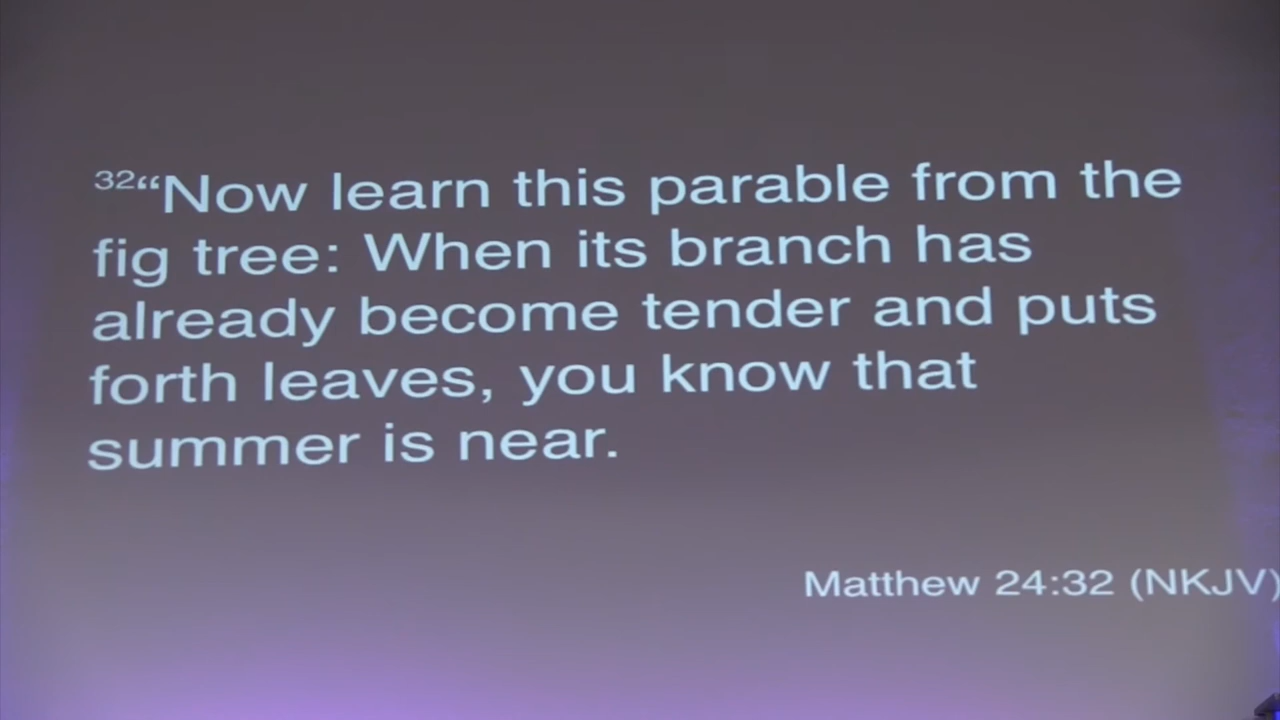 32“Now learn this parable from the
fig tree: When its branch has
already become tender and puts
forth leaves, you know that
summer is near.
Matthew 24:32 (NKJV)